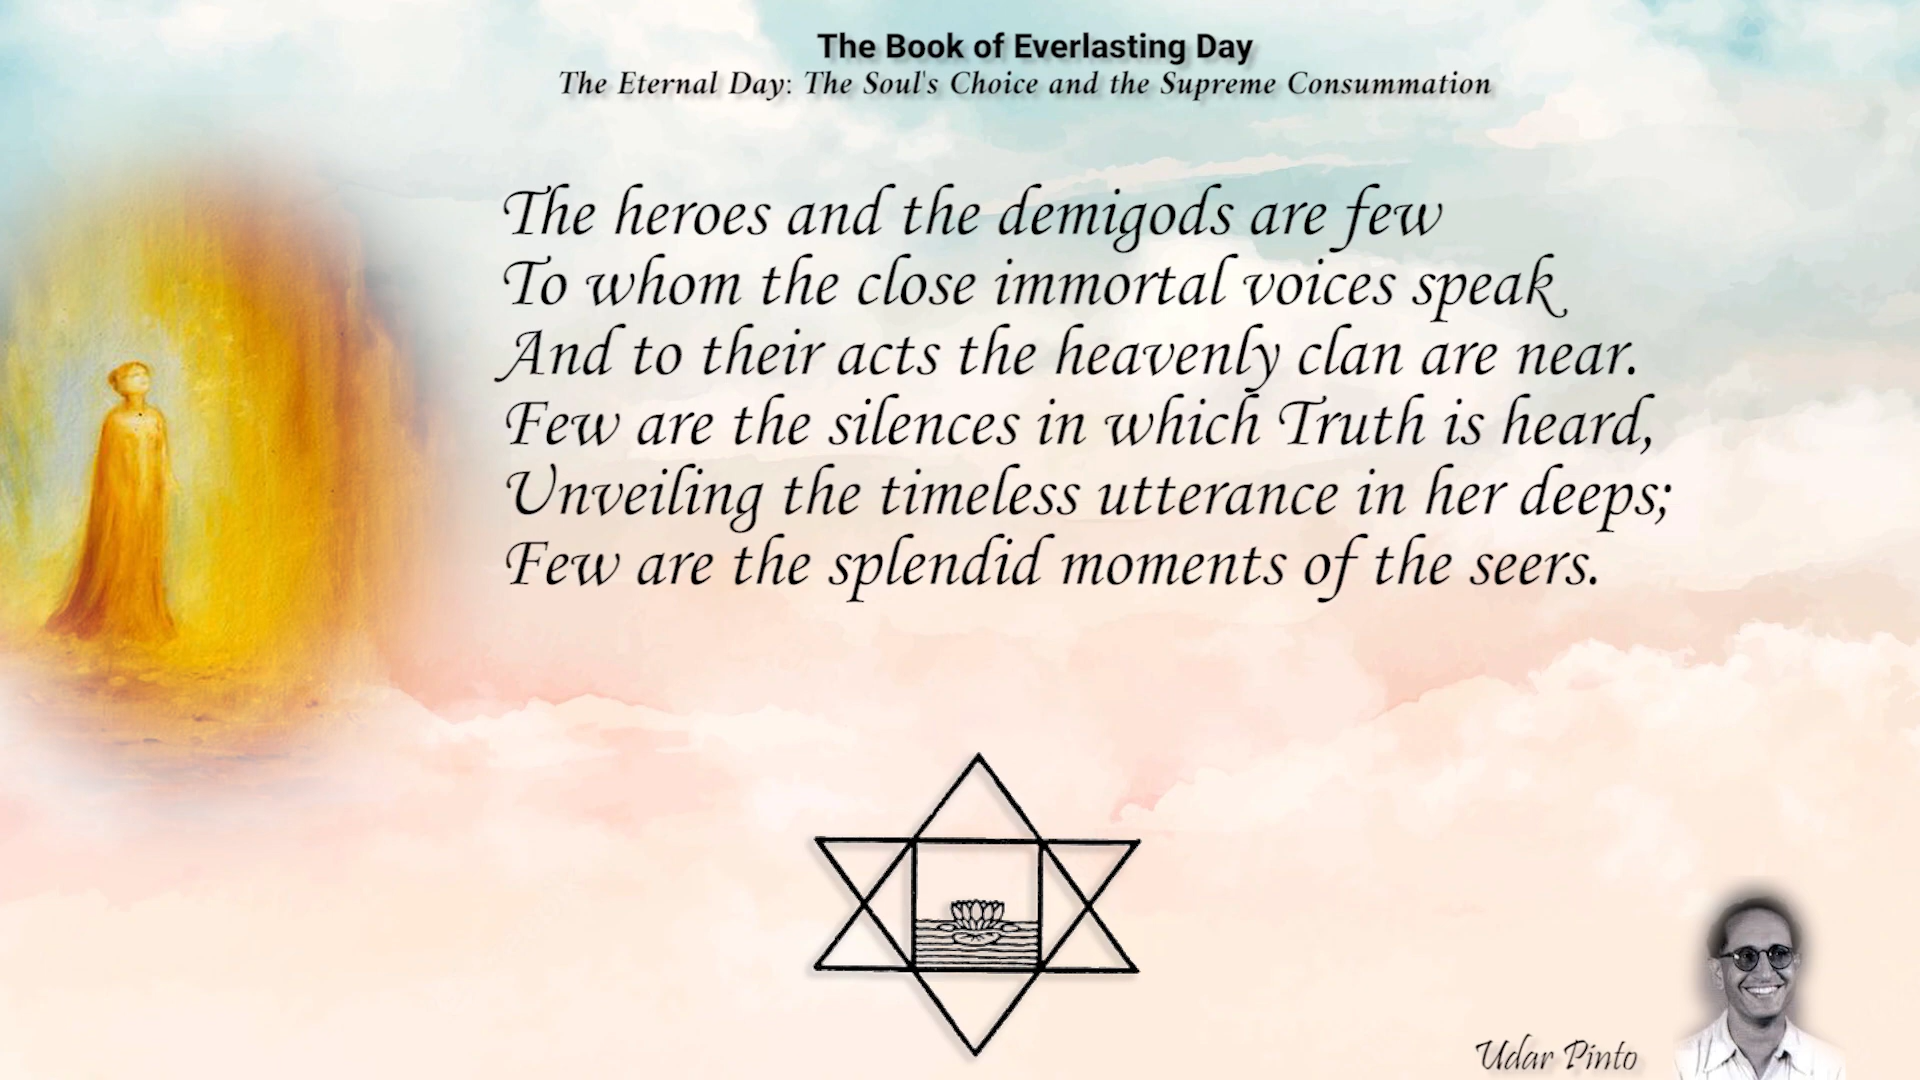 The Book of Everlasting Day
The Eternal Day: The Soul's Choice and the Supreme Consummation
The heroes and the demigods are few
To whom the close immortal voices speak
And to their acts the heavenly clan are near.
Few are the silences in which Truth is heard,
Unveiling the timeless utterance in her deeps;
Few are the splendid moments of the seers.
Udar Pinto